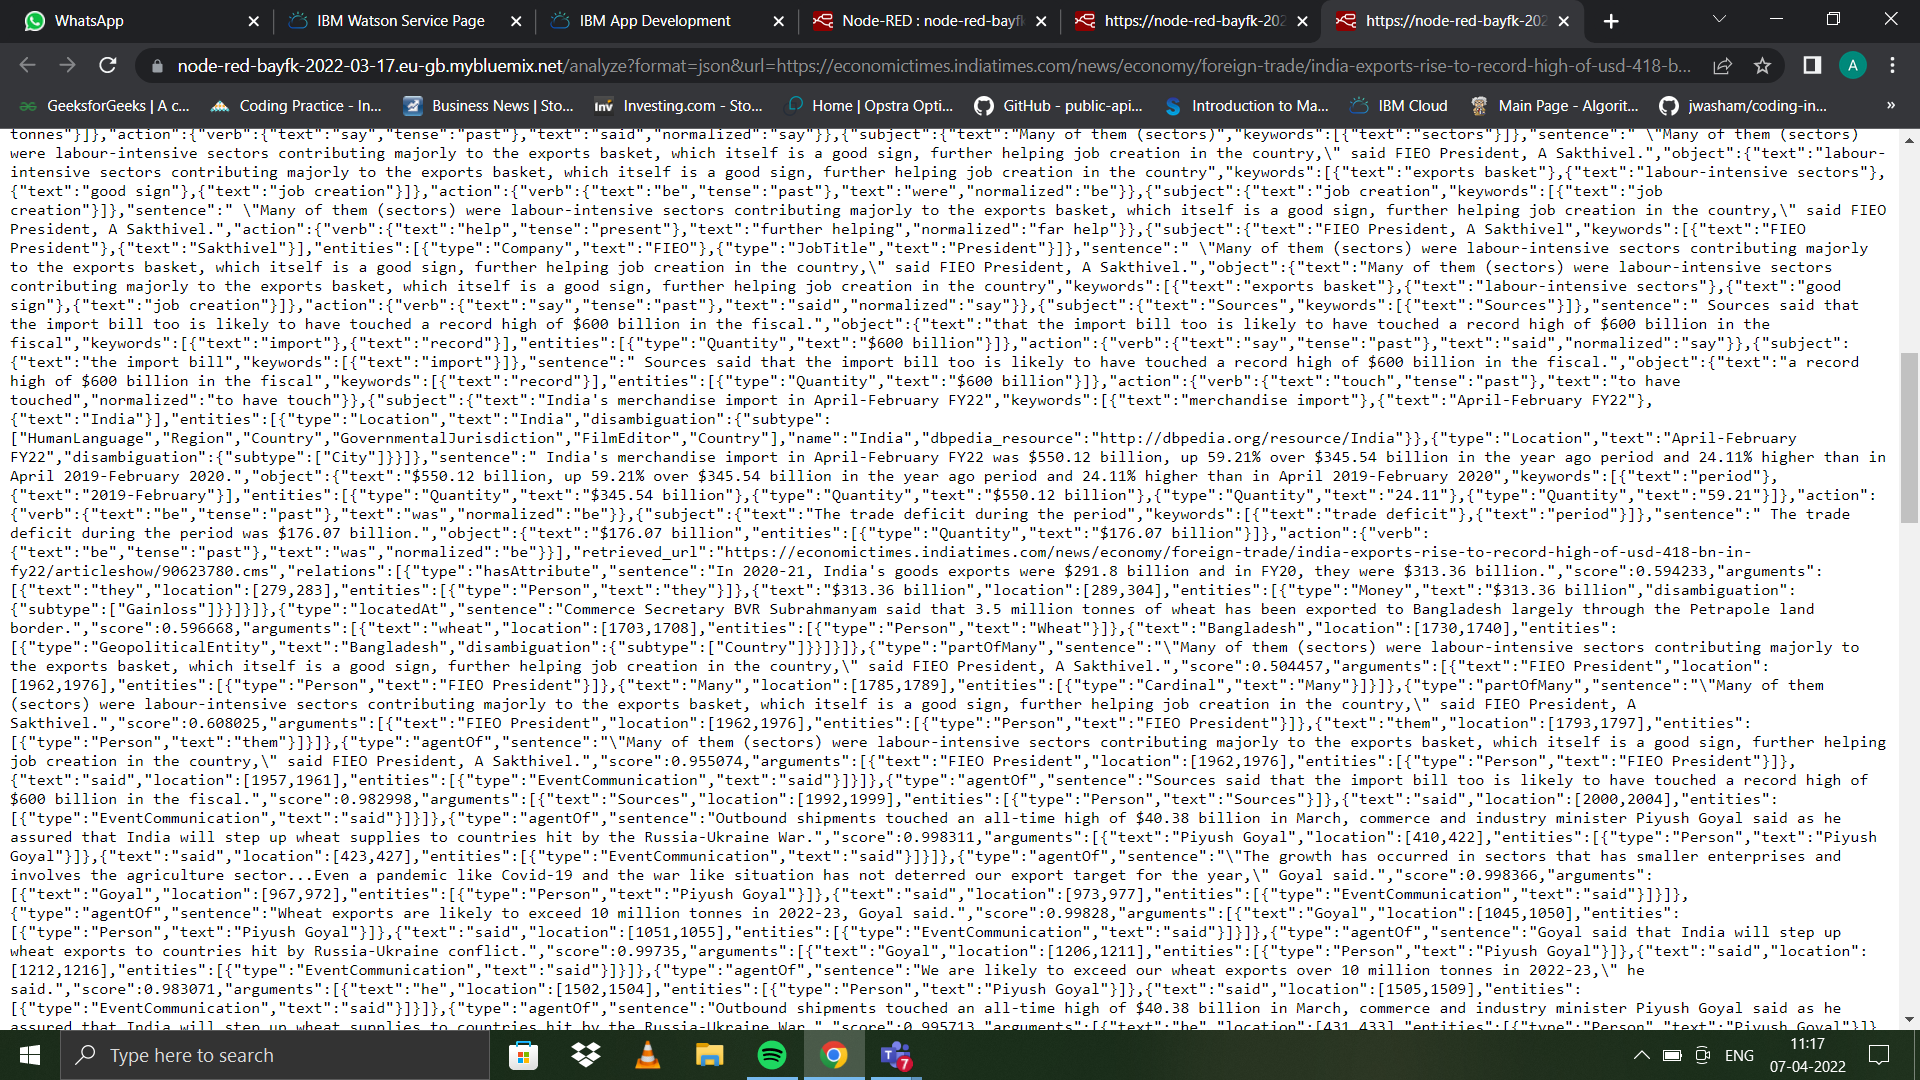 WhatsApp
IBM Watson Service Page
IBM App Development
Node-RED : node-red-bayfk
https://node-red-bayfk-202
https://node-red-bayfk-202
node-red-bayfk-2022-03-17.eu-gb.mybluemix.net/analyze?format=json&url=https://economictimes.indiatimes.com/news/economy/foreign-trade/india-exports-rise-to-record-high-of-usd-418-b...
A
GeeksforGeeks | A c...
Coding Practice - In...
Business News | Sto...
inv Investing.com - Sto...
Home | Opstra Opti...
GitHub - public-api...
Introduction to Ma...
IBM Cloud
Main Page - Algorit...
jwasham/coding-in...
»
tonnes"}]},"action":{"verb":{"text":"say","tense":"past"},"text":"said","normalized":"say"}},{"subject":{"text":"Many of them (sectors)","keywords":[{"text":"sectors"}]},"sentence":" \"Many of them (sectors)
were labour-intensive sectors contributing majorly to the exports basket, which itself is a good sign, further helping job creation in the country,\" said FIEO President, A Sakthivel.","object":{"text":"labour-
intensive sectors contributing majorly to the exports basket, which itself is a good sign, further helping job creation in the country","keywords":[{"text":"exports basket"},{"text":"labour-intensive sectors"},
{"text":"good sign"},{"text":"job creation"}]},"action":{"verb":{"text":"be","tense":"past"},"text":"were","normalized":"be"}},{"subject":{"text":"job creation","keywords":[{"text":"job
creation"}]},"sentence":" \"Many of them (sectors) were labour-intensive sectors contributing majorly to the exports basket, which itself is a good sign, further helping job creation in the country,\" said FIEO
President, A Sakthivel.","action":{"verb":{"text":"help","tense":"present"},"text":"further helping","normalized":"far help"}},{"subject":{"text":"FIEO President, A Sakthivel","keywords":[{"text":"FIEO
President"},{"text":"Sakthivel"}],"entities":[{"type":"Company","text":"FIEO"},{"type":"JobTitle","text":"President"}]},"sentence":" \"Many of them (sectors) were labour-intensive sectors contributing majorly
to the exports basket, which itself is a good sign, further helping job creation in the country,\" said FIEO President, A Sakthivel.","object":{"text":"Many of them (sectors) were labour-intensive sectors
contributing majorly to the exports basket, which itself is a good sign, further helping job creation in the country","keywords":[{"text":"exports basket"},{"text":"labour-intensive sectors"},{"text":"good
sign"},{"text":"job creation"}]},"action":{"verb":{"text":"say","tense":"past"},"text":"said","normalized":"say"}},{"subject":{"text":"Sources","keywords":[{"text":"Sources"}]},"sentence":" Sources said that
the import bill too is likely to have touched a record high of $600 billion in the fiscal.","object":{"text":"that the import bill too is likely to have touched a record high of $600 billion in the
fiscal","keywords":[{"text":"import"},{"text":"record"}],"entities":[{"type":"Quantity","text":"$600 billion"}]},"action":{"verb":{"text":"say","tense":"past"},"text":"said","normalized":"say"}},{"subject":
{"text":"the import bill","keywords":[{"text":"import"}]},"sentence":" Sources said that the import bill too is likely to have touched a record high of $600 billion in the fiscal.","object":{"text":"a record
high of $600 billion in the fiscal","keywords":[{"text":"record"}],"entities":[{"type":"Quantity","text":"$600 billion"}]},"action":{"verb":{"text":"touch","tense":"past"},"text":"to have
touched","normalized":"to have touch"}},{"subject":{"text":"India's merchandise import in April-February FY22","keywords":[{"text":"merchandise import"},{"text":"April-February FY22"},
{"text":"India"}],"entities":[{"type":"Location","text":"India","disambiguation":{"subtype":
["HumanLanguage","Region","Country","GovernmentalJurisdiction","FilmEditor","Country"],"name":"India","dbpedia_resource":"http://dbpedia.org/resource/India"}},{"type":"Location","text":"April-February
FY22","disambiguation":{"subtype":["City"]}}]},"sentence":" India's merchandise import in April-February FY22 was $550.12 billion, up 59.21% over $345.54 billion in the year ago period and 24.11% higher than in
April 2019-February 2020.","object":{"text":"$550.12 billion, up 59.21% over $345.54 billion in the year ago period and 24.11% higher than in April 2019-February 2020","keywords":[{"text":"period"},
{"text":"2019-February"}],"entities":[{"type":"Quantity","text":"$345.54 billion"},{"type":"Quantity","text":"$550.12 billion"},{"type":"Quantity","text":"24.11"},{"type":"Quantity","text":"59.21"}]},"action":
{"verb":{"text":"be","tense":"past"},"text":"was","normalized":"be"}},{"subject":{"text":"The trade deficit during the period","keywords":[{"text":"trade deficit"},{"text":"period"}]},"sentence":" The trade
deficit during the period was $176.07 billion.","object":{"text":"$176.07 billion","entities":[{"type":"Quantity","text":"$176.07 billion"}]},"action":{"verb":
{"text":"be","tense":"past"},"text":"was","normalized":"be"}}],"retrieved_url":"https://economictimes.indiatimes.com/news/economy/foreign-trade/india-exports-rise-to-record-high-of-usd-418-bn-in-
fy22/articleshow/90623780.cms","relations":[{"type":"hasAttribute","sentence":"In 2020-21, India's goods exports were $291.8 billion and in FY20, they were $313.36 billion.","score":0.594233,"arguments":
[{"text":"they","location":[279,283],"entities":[{"type":"Person","text":"they"}]},{"text":"$313.36 billion","location":[289,304],"entities":[{"type":"Money","text":"$313.36 billion","disambiguation":
{"subtype":["Gainloss"]}}]}]},{"type":"locatedAt","sentence":"Commerce Secretary BVR Subrahmanyam said that 3.5 million tonnes of wheat has been exported to Bangladesh largely through the Petrapole land
border.","score":0.596668,"arguments":[{"text":"wheat","location":[1703,1708],"entities":[{"type":"Person","text":"Wheat"}]},{"text":"Bangladesh","location":[1730,1740],"entities":
[{"type":"GeopoliticalEntity","text":"Bangladesh","disambiguation":{"subtype":["Country"]}}]}]},{"type":"partOfMany","sentence":"\"Many of them (sectors) were labour-intensive sectors contributing majorly to
the exports basket, which itself is a good sign, further helping job creation in the country,\" said FIEO President, A Sakthivel.","score":0.504457,"arguments":[{"text":"FIEO President","location":
[1962,1976],"entities":[{"type":"Person","text":"FIEO President"}]},{"text":"Many","location":[1785,1789],"entities":[{"type":"Cardinal","text":"Many"}]}]},{"type":"partOfMany","sentence":"\"Many of them
(sectors) were labour-intensive sectors contributing majorly to the exports basket, which itself is a good sign, further helping job creation in the country,\" said FIEO President, A
Sakthivel.","score":0.608025,"arguments":[{"text":"FIEO President","location":[1962,1976],"entities":[{"type":"Person","text":"FIEO President"}]},{"text":"them","location":[1793,1797],"entities":
[{"type":"Person","text":"them"}]}]},{"type":"agentOf","sentence":"\"Many of them (sectors) were labour-intensive sectors contributing majorly to the exports basket, which itself is a good sign, further helping
job creation in the country,\" said FIEO President, A Sakthivel.","score":0.955074,"arguments":[{"text":"FIEO President","location":[1962,1976],"entities":[{"type":"Person","text":"FIEO President"}]},
{"text":"said","location":[1957,1961],"entities":[{"type":"EventCommunication","text":"said"}]}]},{"type":"agentOf","sentence":"Sources said that the import bill too is likely to have touched a record high of
$600 billion in the fiscal.","score":0.982998,"arguments":[{"text":"Sources","location":[1992,1999],"entities":[{"type":"Person","text":"Sources"}]},{"text":"said","location":[2000,2004],"entities":
[{"type":"EventCommunication","text":"said"}]}]},{"type":"agentOf","sentence":"Outbound shipments touched an all-time high of $40.38 billion in March, commerce and industry minister Piyush Goyal said as he
assured that India will step up wheat supplies to countries hit by the Russia-Ukraine War.","score":0.998311,"arguments":[{"text":"Piyush Goyal","location":[410,422],"entities":[{"type":"Person","text":"Piyush
Goyal"}]},{"text":"said","location":[423,427],"entities":[{"type":"EventCommunication","text":"said"}]}]},{"type":"agentOf","sentence":"\"The growth has occurred in sectors that has smaller enterprises and
involves the agriculture sector...Even a pandemic like Covid-19 and the war like situation has not deterred our export target for the year,\" Goyal said.","score":0.998366,"arguments":
[{"text":"Goyal","location":[967,972],"entities":[{"type":"Person","text":"Piyush Goyal"}]},{"text":"said","location":[973,977],"entities":[{"type":"EventCommunication","text":"said"}]}]},
{"type":"agentOf","sentence":"Wheat exports are likely to exceed 10 million tonnes in 2022-23, Goyal said.","score":0.99828,"arguments":[{"text":"Goyal","location":[1045,1050],"entities":
[{"type":"Person","text":"Piyush Goyal"}]},{"text":"said","location":[1051,1055],"entities":[{"type":"EventCommunication","text":"said"}]}]},{"type":"agentOf","sentence":"Goyal said that India will step up
wheat exports to countries hit by Russia-Ukraine conflict.","score":0.99735,"arguments":[{"text":"Goyal","location":[1206,1211],"entities":[{"type":"Person","text":"Piyush Goyal"}]},{"text":"said","location":
[1212,1216],"entities":[{"type":"EventCommunication","text":"said"}]}]},{"type":"agentOf","sentence":"We are likely to exceed our wheat exports over 10 million tonnes in 2022-23,\" he
said.","score":0.983071,"arguments":[{"text":"he","location":[1502,1504],"entities":[{"type":"Person","text":"Piyush Goyal"}]},{"text":"said","location":[1505,1509],"entities":
[{"type":"EventCommunication","text":"said"}]}]},{"type":"agentOf","sentence":"Outbound shipments touched an all-time high of $40.38 billion in March, commerce and industry minister Piyush Goyal said as he
assured that India will step up wheat supplies to countries hit by the Russia-Ukraine War.","score":0.995713,"arguments":[{"text":"he","location":[431,433],"entities":[{"type":"Person","text":"Piyush Goyal"}]}
Type here to search
7
ENG
11:17
07-04-2022